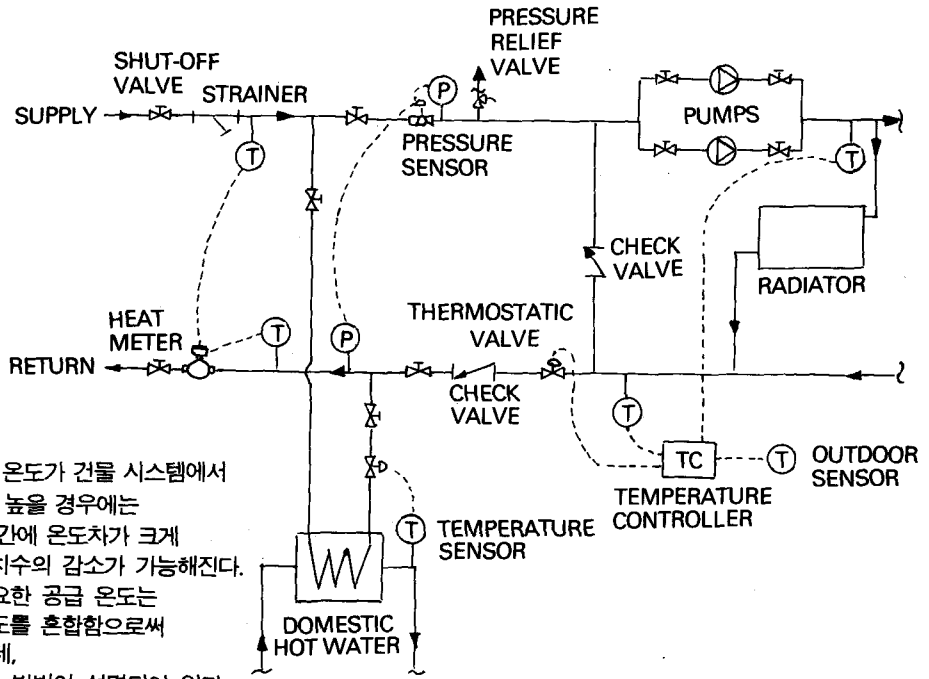 PRESSURE
RELIEF
VALVE
SHUT-OFF
VALVE
STRAINER
SUPPLY
P
PRESSURE
SENSOR
PUMPS
T
T
CHECK
VALVE
RADIATOR
THERMOSTATIC
VALVE
HEAT
METER
T
P
RETURN
CHECK
VALVE
T
TC
T
OUTDOOR
SENSOR
TEMPERATURE
CONTROLLER
T
TEMPERATURE
SENSOR
DOMESTIC
HOT WATER
온도가 건물 시스템에서
높을 경우에는
간에 온도차가 크게
치수의 감소가 가능해진다.
요한 공급 온도는
도를 혼합함으로써